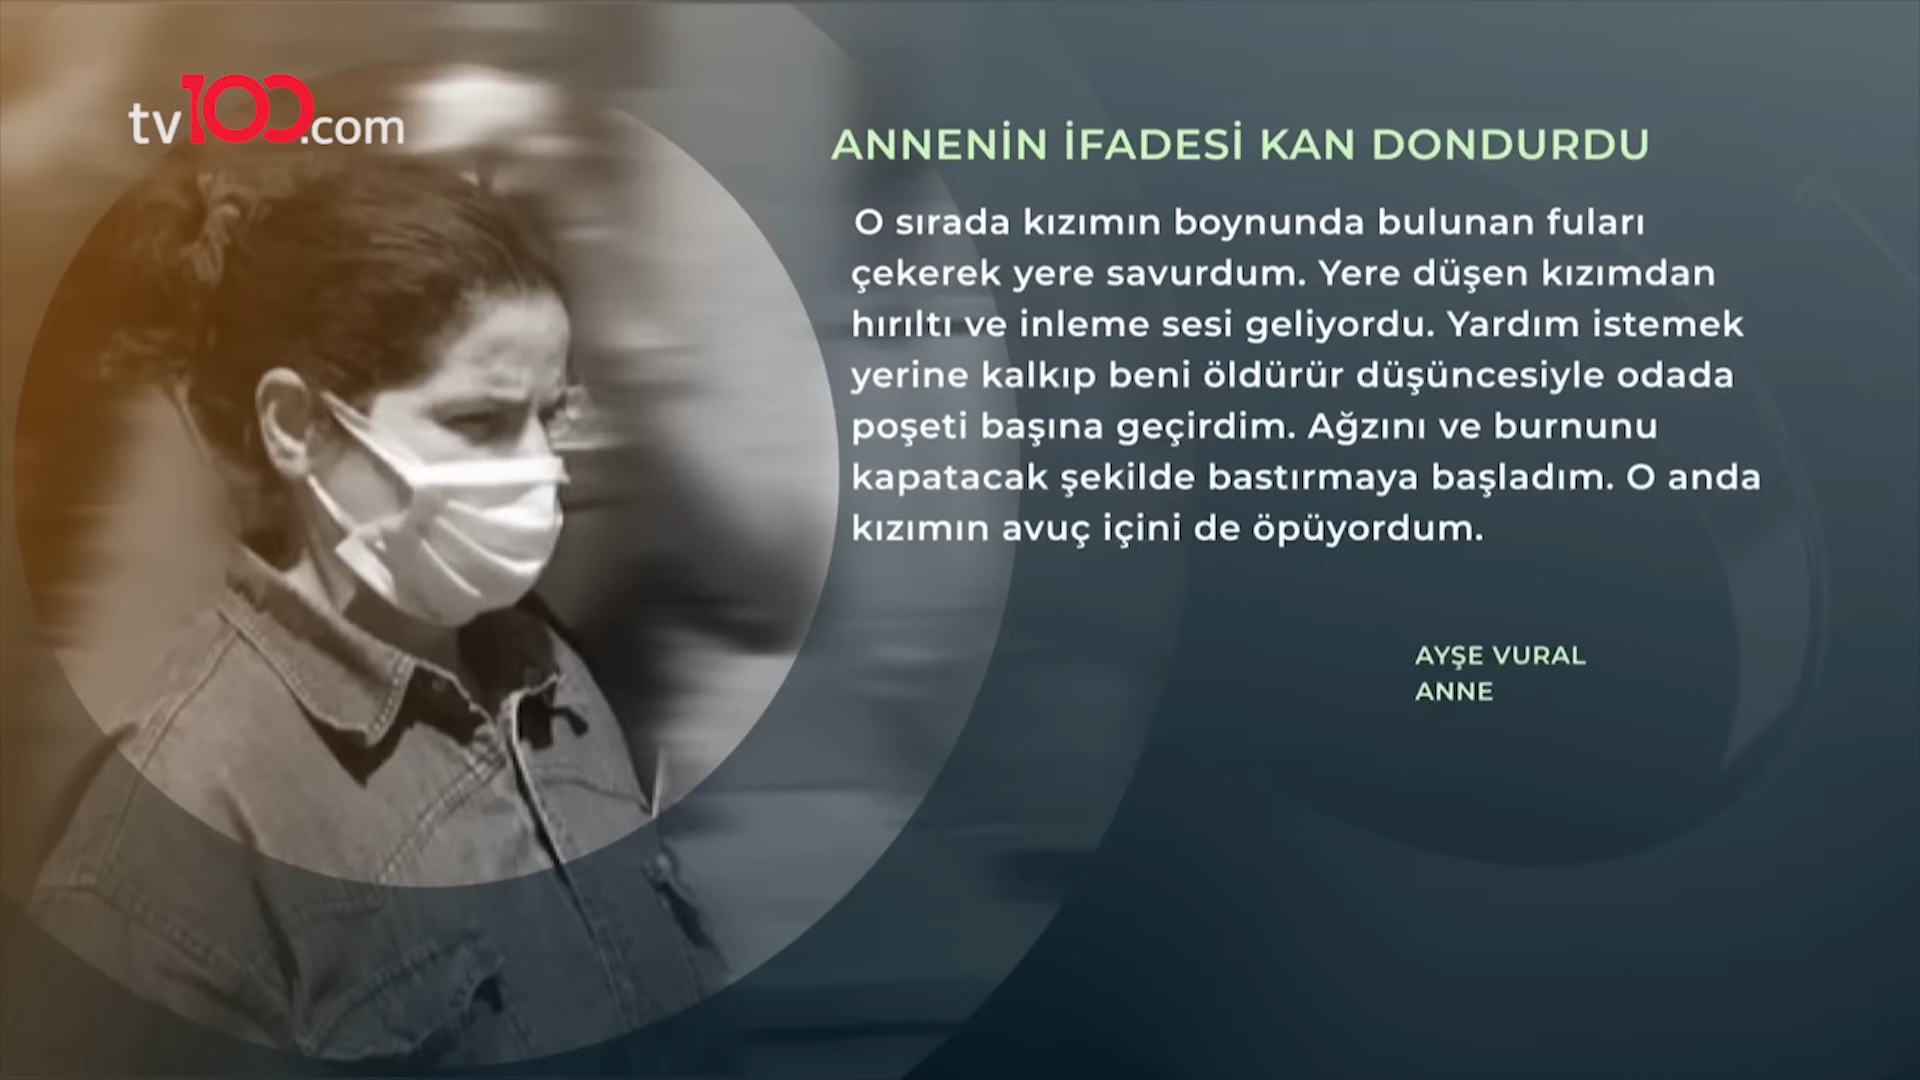 tv100.com
ANNENİN İFADESİ KAN DONDURDU
O sırada kızımın boynunda bulunan fuları
çekerek yere savurdum. Yere düşen kızımdan
hırıltı ve inleme sesi geliyordu. Yardım istemek
yerine kalkıp beni öldürür düşüncesiyle odada
poşeti başına geçirdim. Ağzını ve burnunu
kapatacak şekilde bastırmaya başladım. O anda
kızımın avuç içini de öpüyordum.
AYŞE VURAL
ANNE